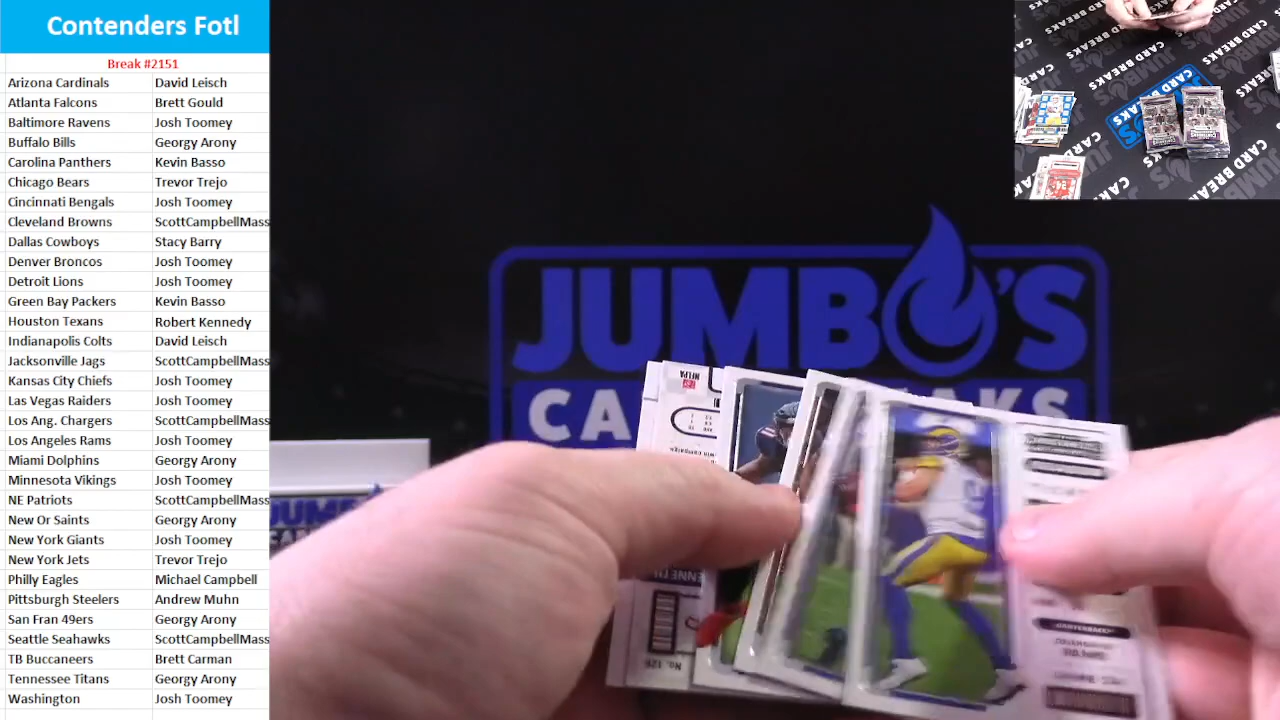 Contenders Fotl
Break #2151
Arizona Cardinals David Leisch
Atlanta Falcons Brett Gould
Baltimore Ravens Josh Toomey
Buffalo Bills Georgy Arony
Carolina Panthers Kevin Basso
Chicago Bears Trevor Trejo
Cincinnati Bengals Josh Toomey
Cleveland Browns ScottCampbellMass
Dallas Cowboys Stacy Barry
Denver Broncos Josh Toomey
Detroit Lions Josh Toomey
Green Bay Packers Kevin Basso
Houston Texans Robert Kennedy
Indianapolis Colts David Leisch
Jacksonville Jags ScottCampbellMass
Kansas City Chiefs Josh Toomey
Las Vegas Raiders Josh Toomey
Los Ang. Chargers ScottCampbellMass
Los Angeles Rams Josh Toomey
Miami Dolphins Georgy Arony
Minnesota Vikings Josh Toomey
NE Patriots ScottCampbellMass
New Or Saints Georgy Arony
New York Giants Josh Toomey
New York Jets Trevor Trejo
Philly Eagles Michael Campbell
Pittsburgh Steelers Andrew Muhn
San Fran 49ers Georgy Arony
Seattle Seahawks ScottCampbellMass
TB Buccaneers Brett Carman
Tennessee Titans Georgy Arony
Washington Josh Toomey
JUMBO'S
CA EAKS
JUMBO'S
CARD BREAKS